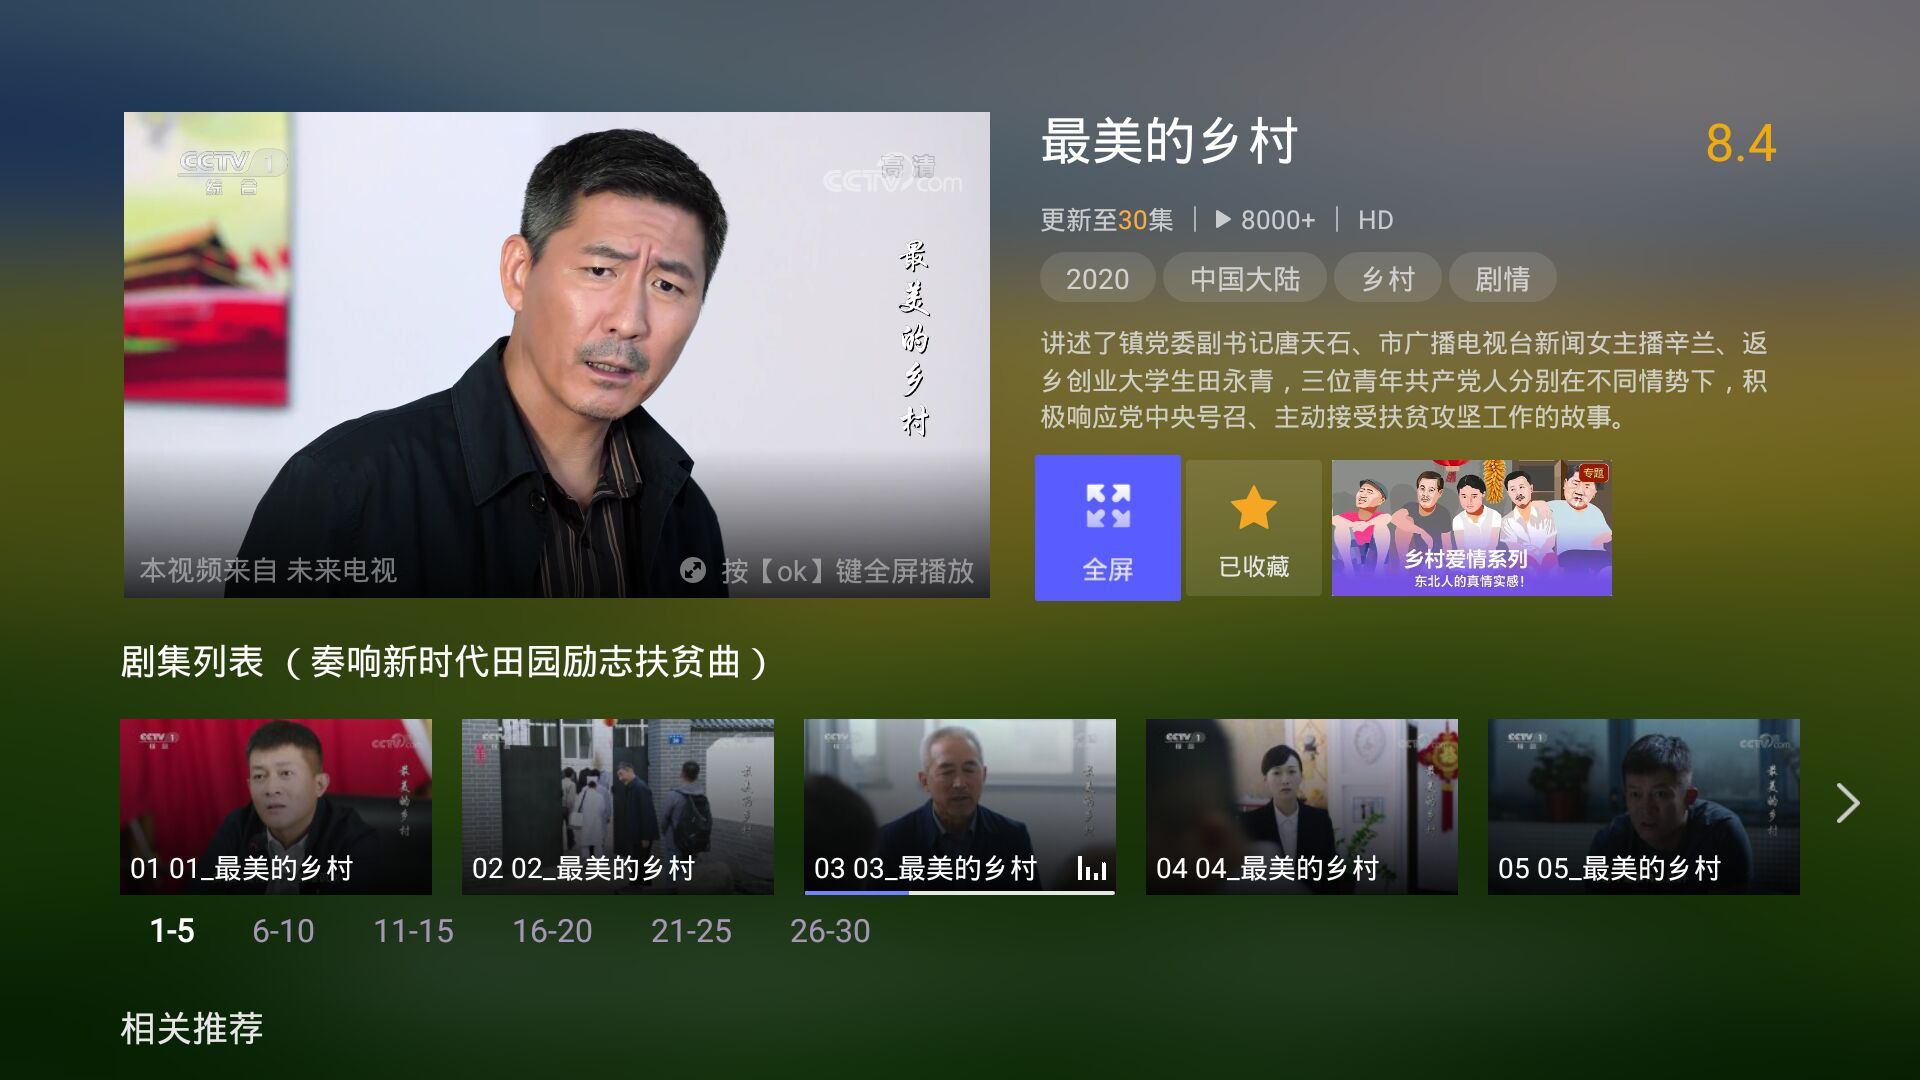 CCTV 1
综合
高清
CCTV.com
最美的乡村
本视频来自 未来电视
按【ok】键全屏播放
最美的乡村
8.4
更新至30集
8000+
HD
2020
中国大陆
乡村
剧情
讲述了镇党委副书记唐天石、市广播电视台新闻女主播辛兰、返
乡创业大学生田永青，三位青年共产党人分别在不同情势下，积
极响应党中央号召、主动接受扶贫攻坚工作的故事。
全屏
已收藏
专题
乡村爱情系列
东北人的真情实感！
剧集列表 （奏响新时代田园励志扶贫曲）
01 01_最美的乡村
02 02_最美的乡村
03 03_最美的乡村
04 04_最美的乡村
05 05_最美的乡村
1-5
6-10
11-15
16-20
21-25
26-30
相关推荐